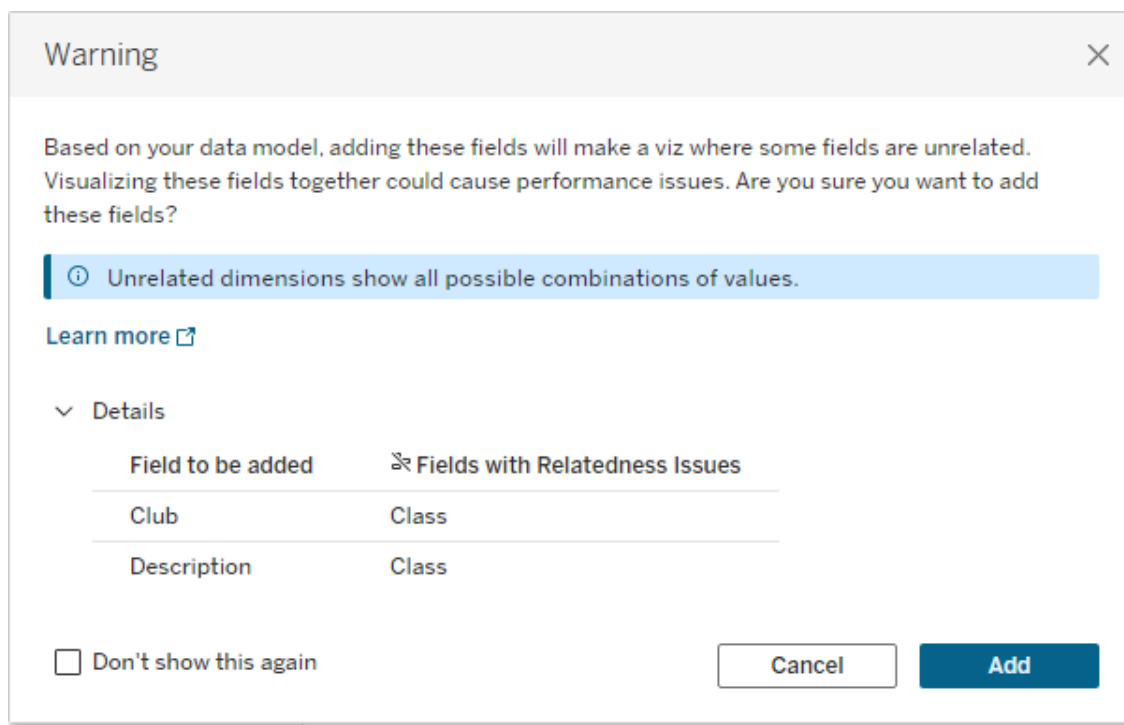 Warning
Based on your data model, adding these fields will make a viz where some fields are unrelated.
Visualizing these fields together could cause performance issues. Are you sure you want to add
these fields?
Unrelated dimensions show all possible combinations of values.
Learn more
Details
Field to be added Fields with Relatedness Issues
Club Class
Description Class
Don't show this again Cancel Add